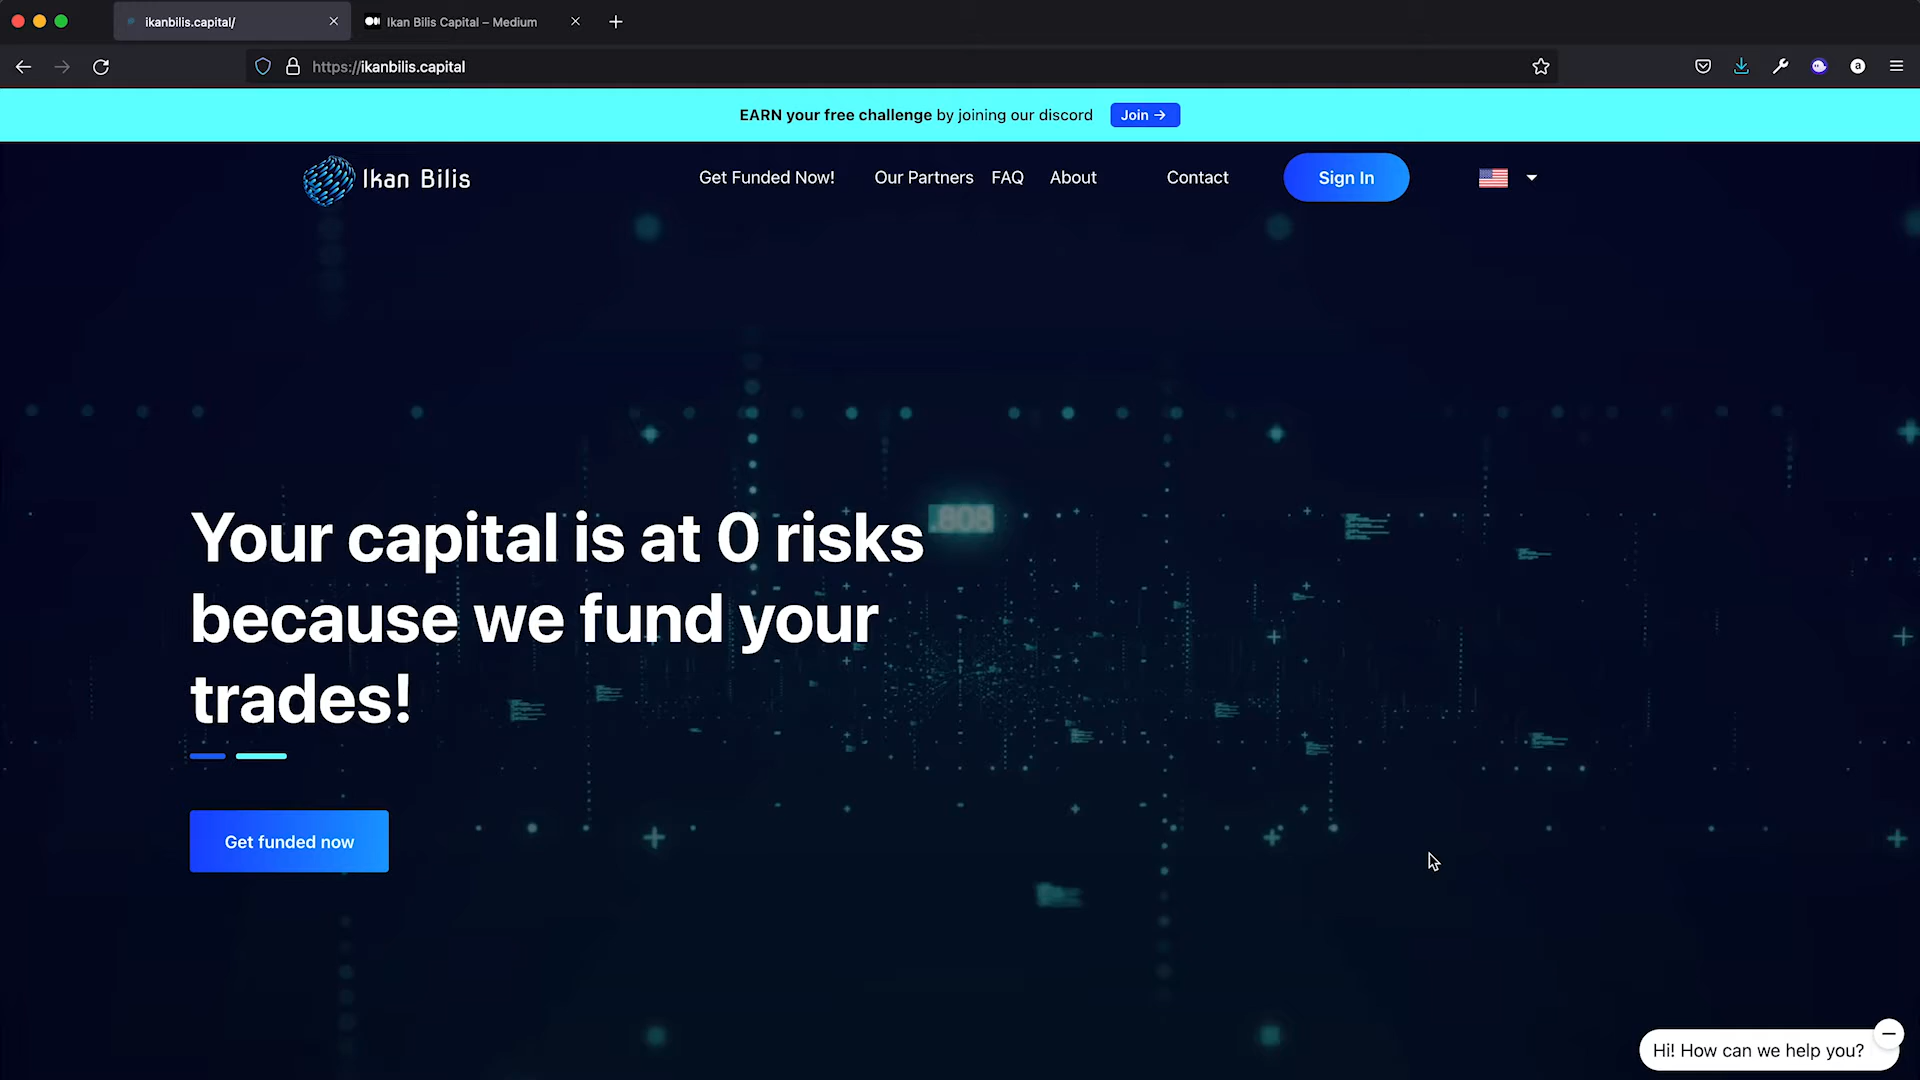 ikanbilis.capital/
Ikan Bilis Capital – Medium
https://ikanbilis.capital
EARN your free challenge by joining our discord
Join →
Ikan Bilis
Get Funded Now!
Our Partners
FAQ
About
Contact
Sign In
.808
Your capital is at 0 risks
because we fund your
trades!
Get funded now
Hi! How can we help you?